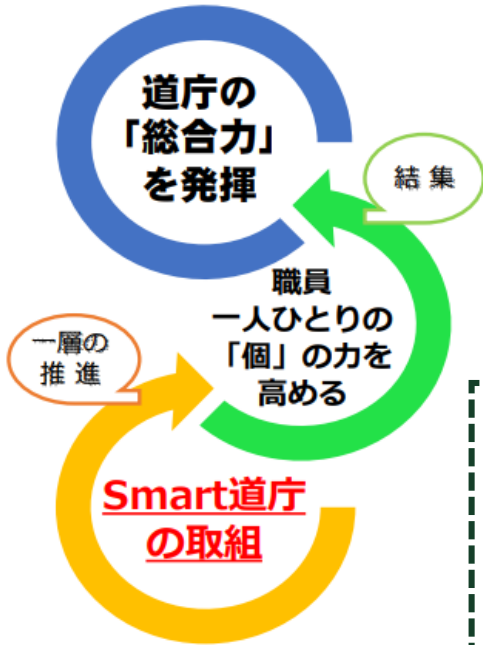 道庁の
「総合力」
を発揮
結 集
職員
一人ひとりの
「個」の力を
高める
一層の
推 進
Smart道庁
の取組